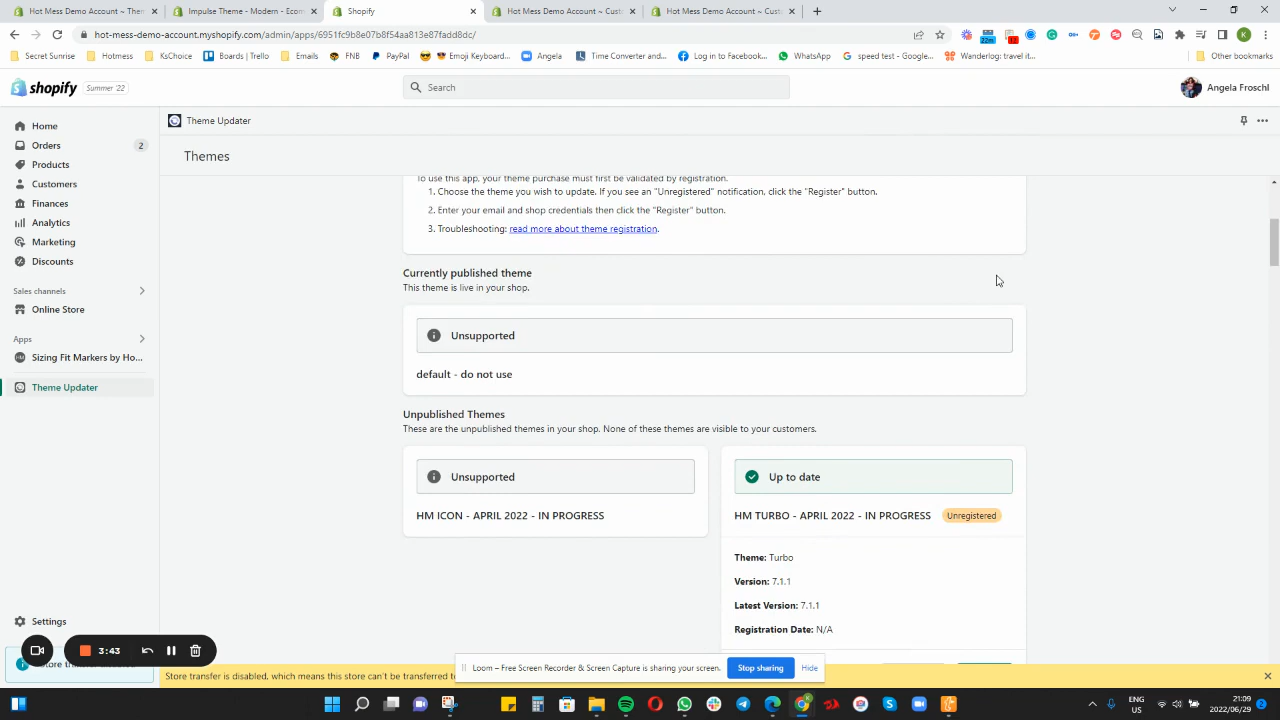 Hot Mess Demo Account ~ Ther
Impulse Theme - Modern - Ecom
Shopify
Hot Mess Demo Account ~ Custo
Hot Mess Demo Account ~ Custo
hot-mess-demo-account.myshopify.com/admin/apps/6951fc9b8e07b8f54aa813e87fadd8dc/
22m
12
K
Secret Surprise
Hotmess
KsChoice
Boards | Trello
Emails
FNB
PayPal
Emoji Keyboard...
Angela
Time Converter and...
Log in to Facebook...
WhatsApp
speed test - Google...
Wanderlog: travel it...
Other bookmarks
shopify
Summer '22
Search
Angela Froschl
Home
Orders
2
Products
Customers
Finances
Analytics
Marketing
Discounts
Sales channels
Online Store
Apps
HM
Sizing Fit Markers by Ho...
Theme Updater
Settings
Theme Updater
Themes
To use this app, your theme purchase must first be validated by registration.
1. Choose the theme you wish to update. If you see an "Unregistered" notification, click the "Register" button.
2. Enter your email and shop credentials then click the "Register" button.
3. Troubleshooting: read more about theme registration.
Currently published theme
This theme is live in your shop.
Unsupported
default - do not use
Unpublished Themes
These are the unpublished themes in your shop. None of these themes are visible to your customers.
Unsupported
HM ICON - APRIL 2022 - IN PROGRESS
Up to date
HM TURBO - APRIL 2022 - IN PROGRESS
Unregistered
Theme: Turbo
Version: 7.1.1
Latest Version: 7.1.1
Registration Date: N/A
3:43
Loom – Free Screen Recorder & Screen Capture is sharing your screen.
Stop sharing
Hide
Store transfer is disabled, which means this store can't be transferred to
ENG
US
21:09
2022/06/29
2